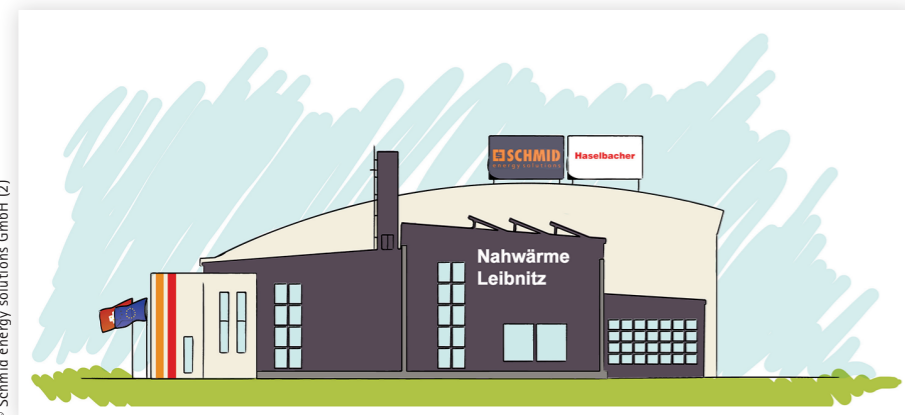 SCHMID
energy solutions
Haselbacher
Nahwärme
Leibnitz
© Schmid energy solutions GmbH (2)